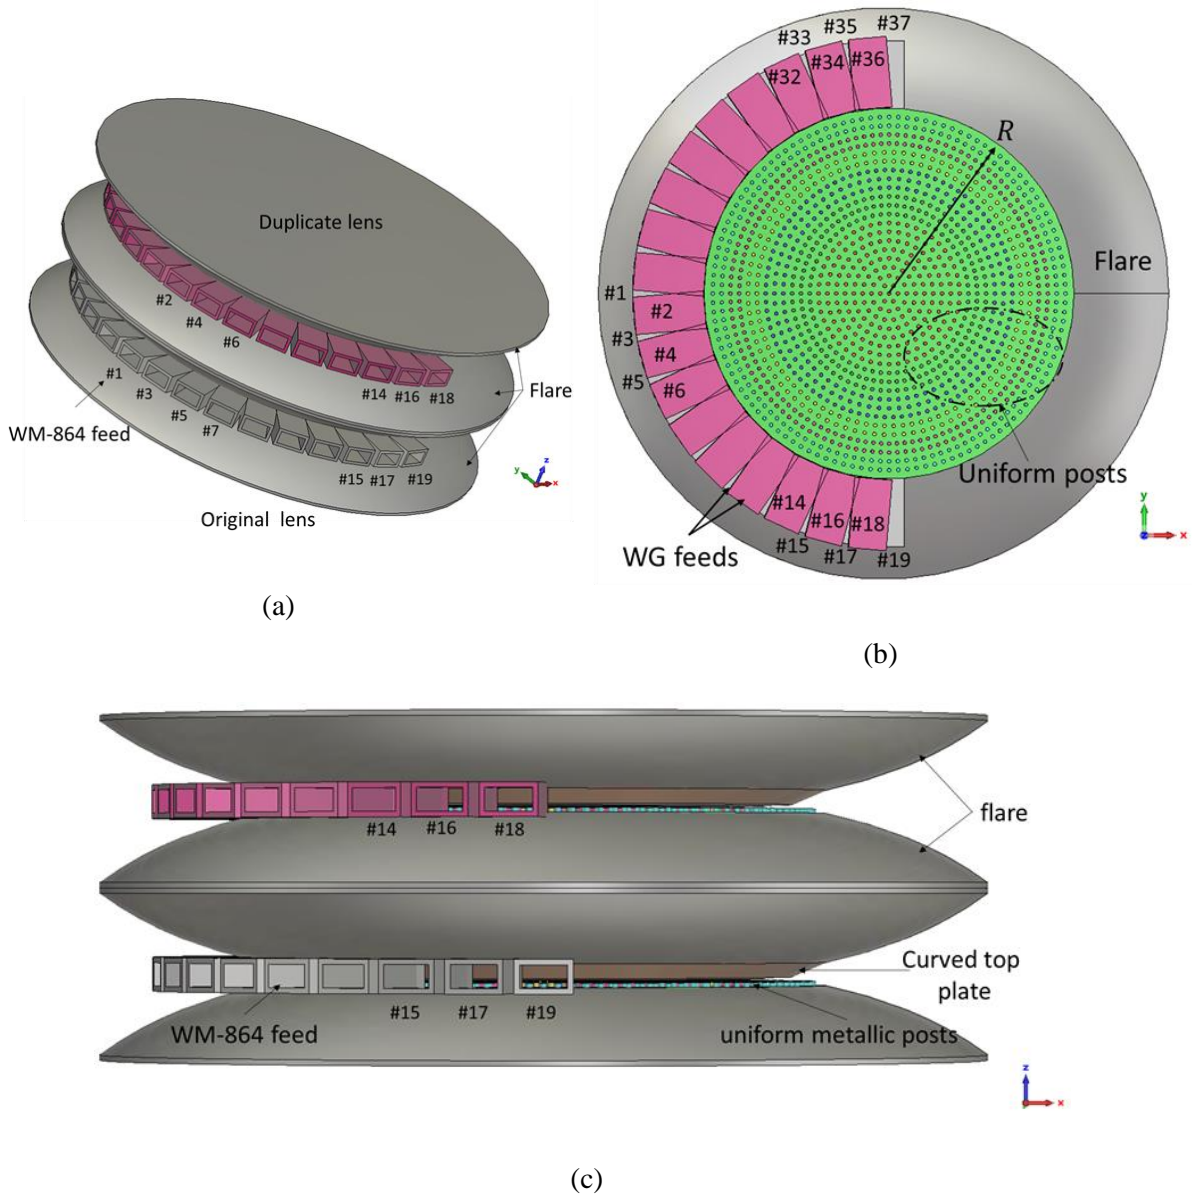 Duplicate lens
#2
#4
#6
#14
#16
#18
Flare
#1
#3
#5
#7
#15
#17
#19
WM-864 feed
Original lens
y
z
x
(a)
#37
#35
#33
#36
#34
#32
R
Flare
#1
#2
#3
#4
#5
#6
Uniform posts
#14
#16
#18
#15
#17
#19
WG feeds
y
z
x
(b)
#14
#16
#18
flare
Curved top
plate
#15
#17
#19
WM-864 feed
uniform metallic posts
z
x
(c)